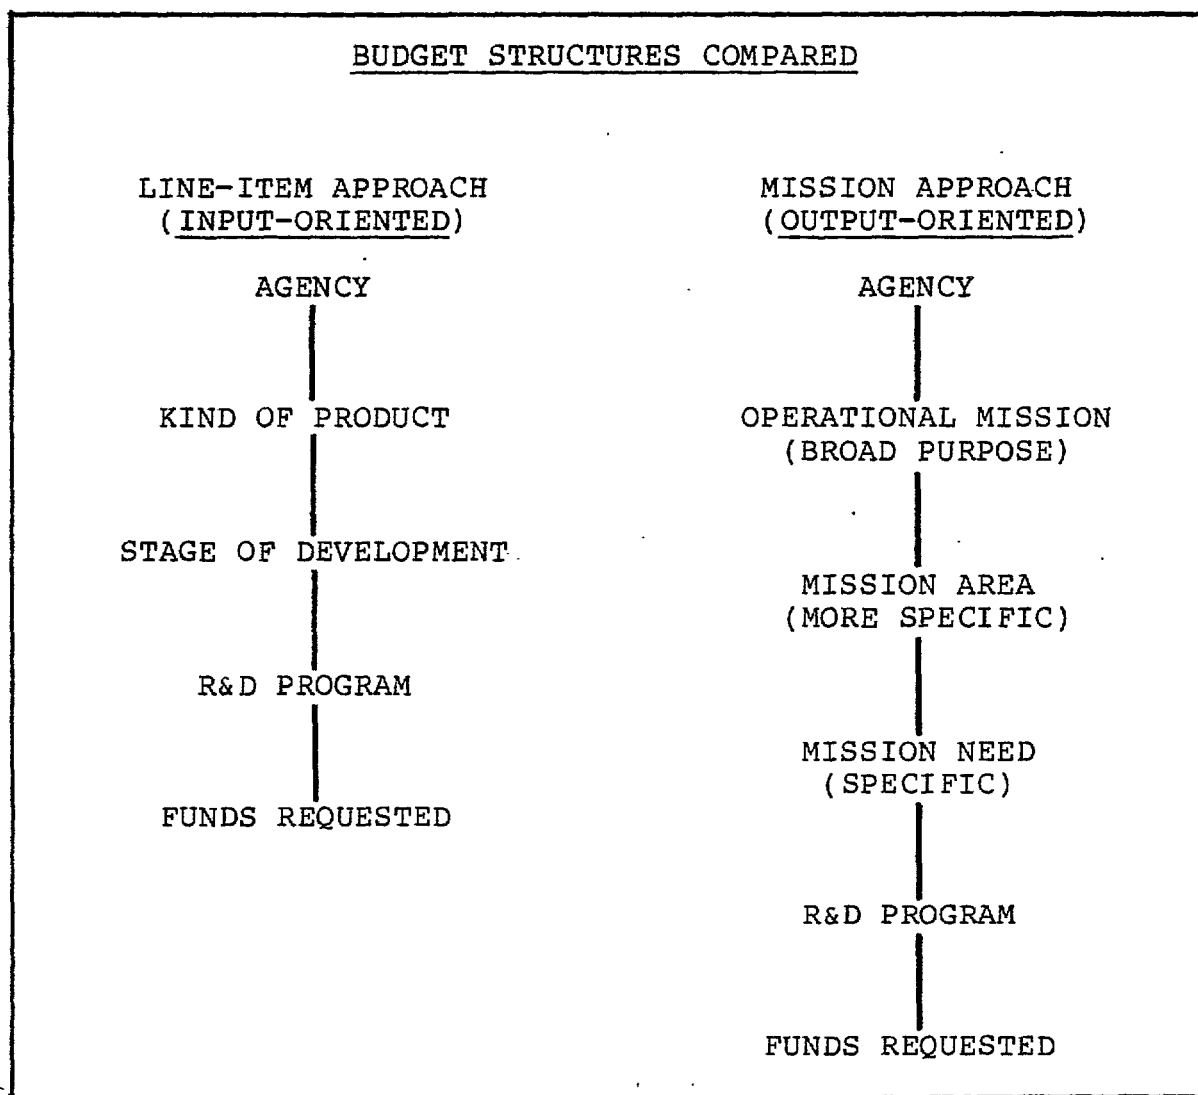 BUDGET STRUCTURES COMPARED
LINE-ITEM APPROACH
(INPUT-ORIENTED)
AGENCY
KIND OF PRODUCT
STAGE OF DEVELOPMENT
R&D PROGRAM
FUNDS REQUESTED
MISSION APPROACH
(OUTPUT-ORIENTED)
AGENCY
OPERATIONAL MISSION
(BROAD PURPOSE)
MISSION AREA
(MORE SPECIFIC)
MISSION NEED
(SPECIFIC)
R&D PROGRAM
FUNDS REQUESTED